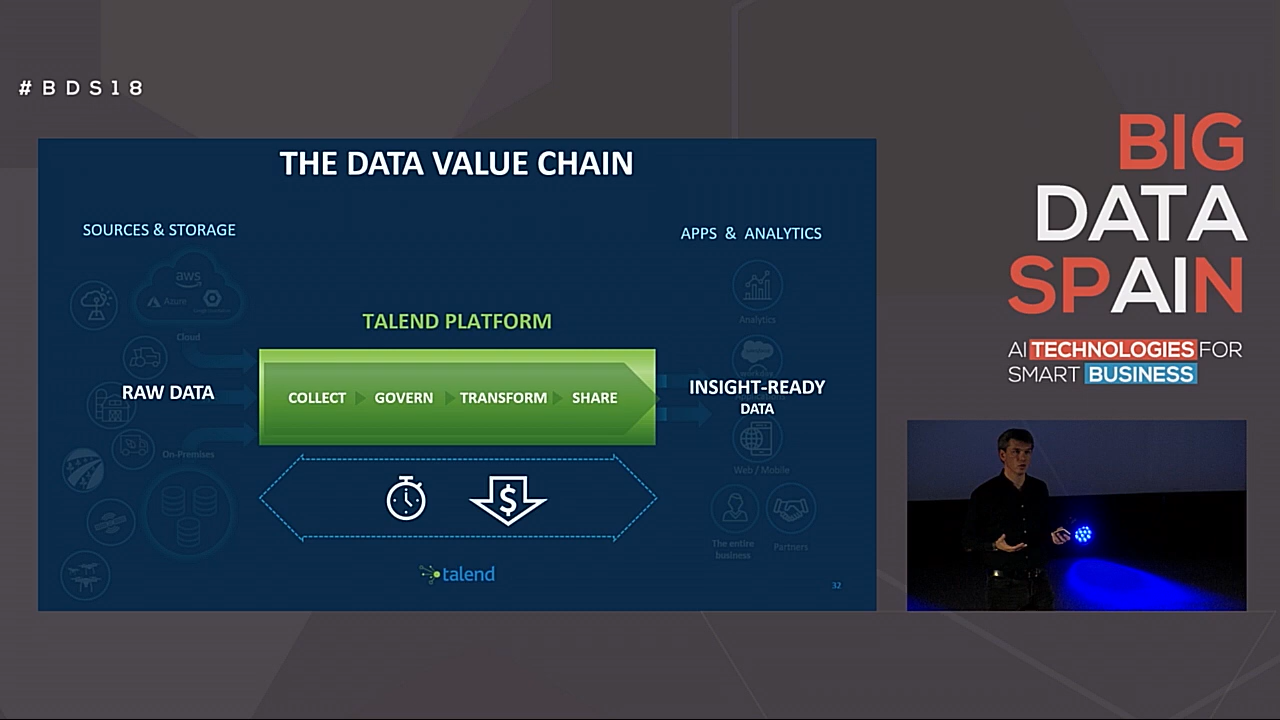 #BDS18
THE DATA VALUE CHAIN
SOURCES & STORAGE
APPS & ANALYTICS
aws
Azure
Cloud
Analytics
TALEND PLATFORM
RAW DATA
COLLECT
GOVERN
TRANSFORM
SHARE
INSIGHT-READY
DATA
On-Premises
Web / Mobile
The entire
business
Partners
talend
32
BIG
DATA
SPAIN
AI TECHNOLOGIES FOR
SMART BUSINESS